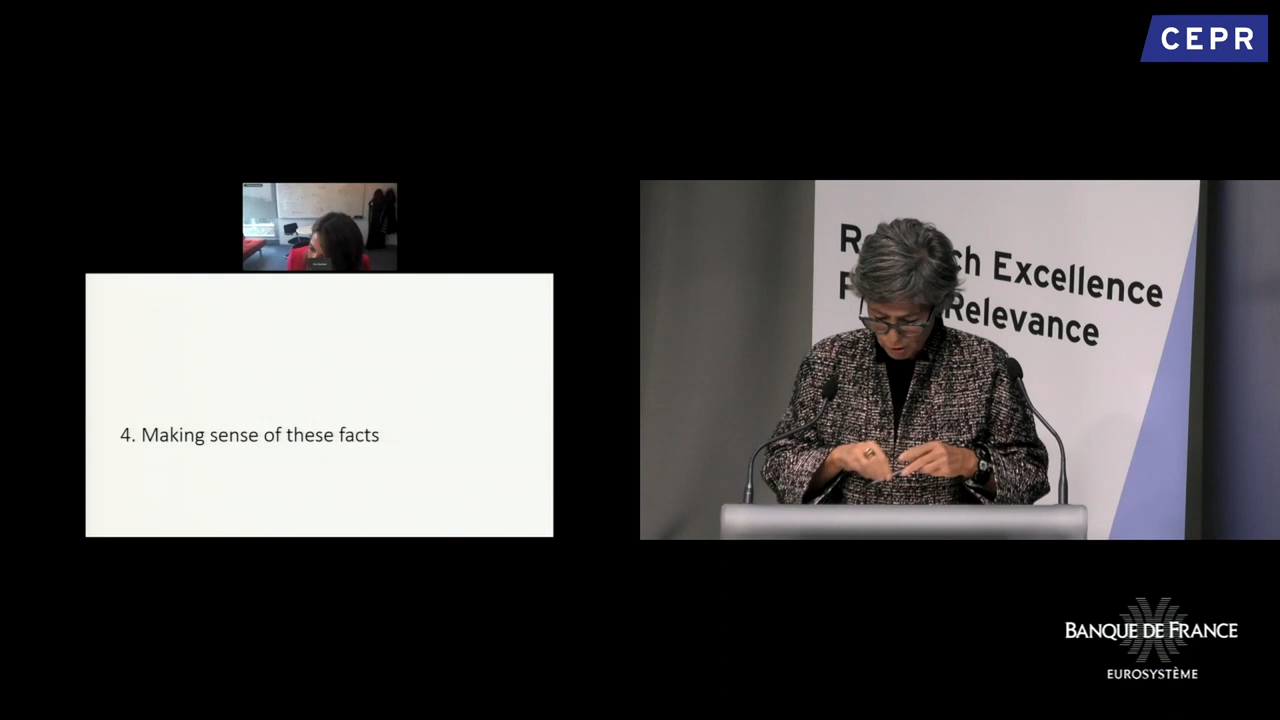 CEPR
4. Making sense of these facts
ch Excellence
Relevance
BANQUE DE FRANCE
EUROSYSTÈME